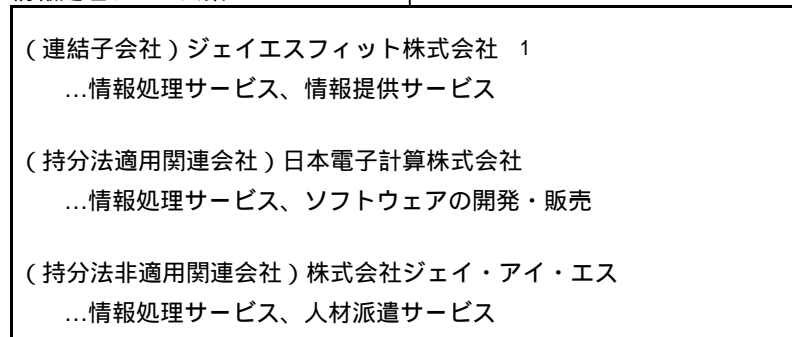 (連結子会社)ジェイエスフィット株式会社 1
…情報処理サービス、情報提供サービス
(持分法適用関連会社)日本電子計算株式会社
…情報処理サービス、ソフトウェアの開発・販売
(持分法非適用関連会社)株式会社ジェイ・アイ・エス
…情報処理サービス、人材派遣サービス